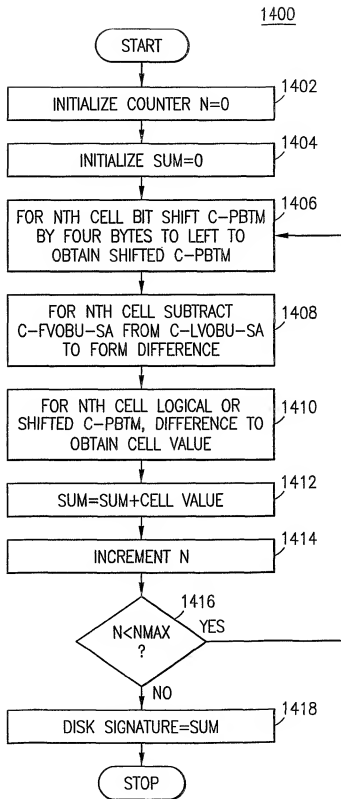 1400
START
1402
INITIALIZE COUNTER N=0
1404
INITIALIZE SUM=0
1406
FOR NTH CELL BIT SHIFT C-PBTM
BY FOUR BYTES TO LEFT TO
OBTAIN SHIFTED C-PBTM
1408
FOR NTH CELL SUBTRACT
C-FVOBU-SA FROM C-LVOBU-SA
TO FORM DIFFERENCE
1410
FOR NTH CELL LOGICAL OR
SHIFTED C-PBTM, DIFFERENCE TO
OBTAIN CELL VALUE
1412
SUM=SUM+CELL VALUE
1414
INCREMENT N
1416
N<NMAX
?
YES
NO
1418
DISK SIGNATURE=SUM
STOP